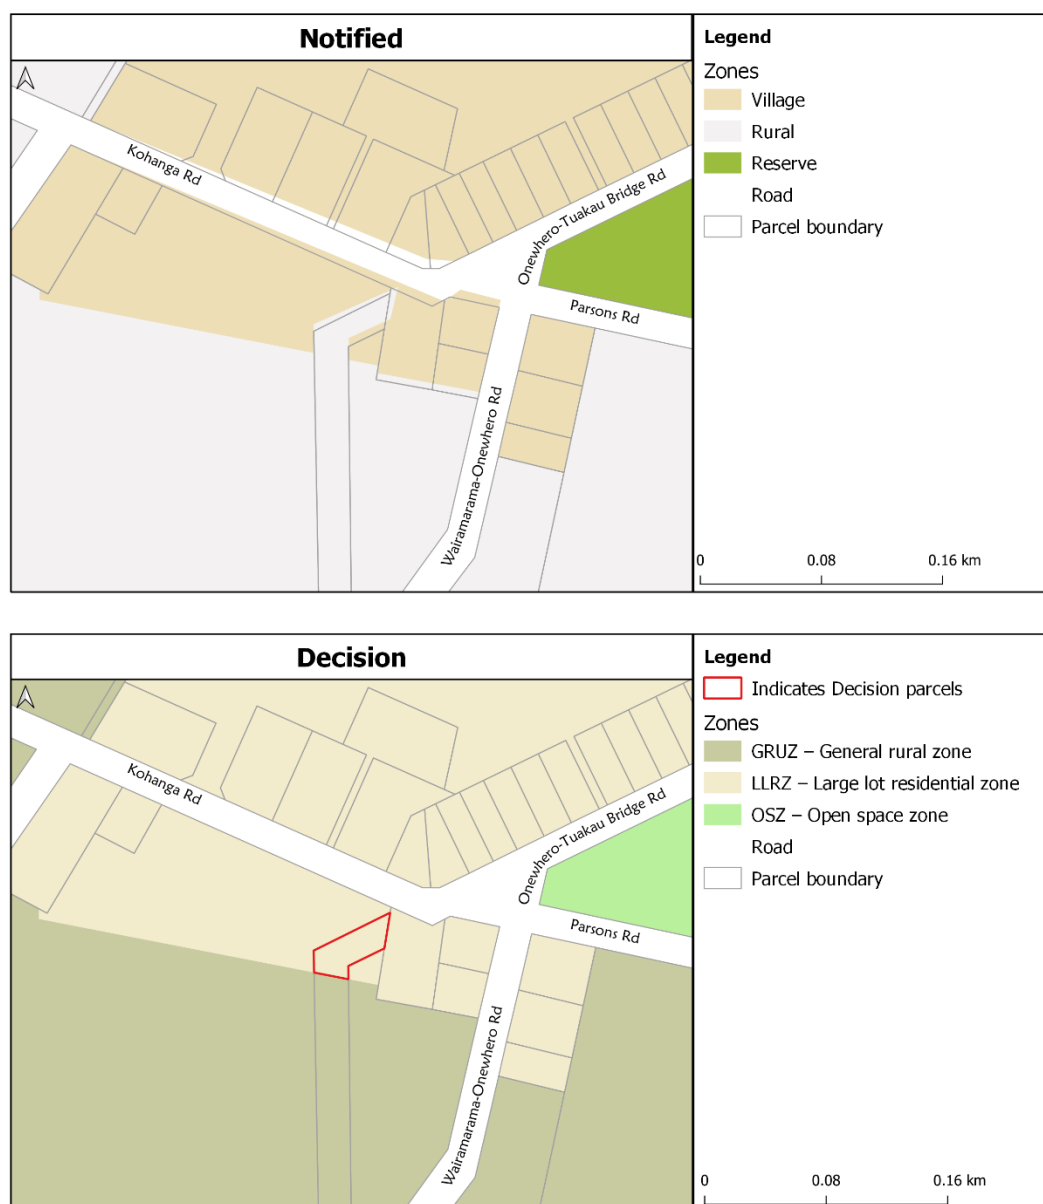 Notified
Legend
Zones
Village
Rural
Reserve
Road
Parcel boundary
Kohanga Rd
Onewhero-Tuakau Bridge Rd
Parsons Rd
Wairamarama-Onewhero Rd
0 0.08 0.16 km
Decision
Legend
Indicates Decision parcels
Zones
GRUZ – General rural zone
LLRZ – Large lot residential zone
OSZ – Open space zone
Road
Parcel boundary
Kohanga Rd
Onewhero-Tuakau Bridge Rd
Parsons Rd
Wairamarama-Onewhero Rd
0 0.08 0.16 km